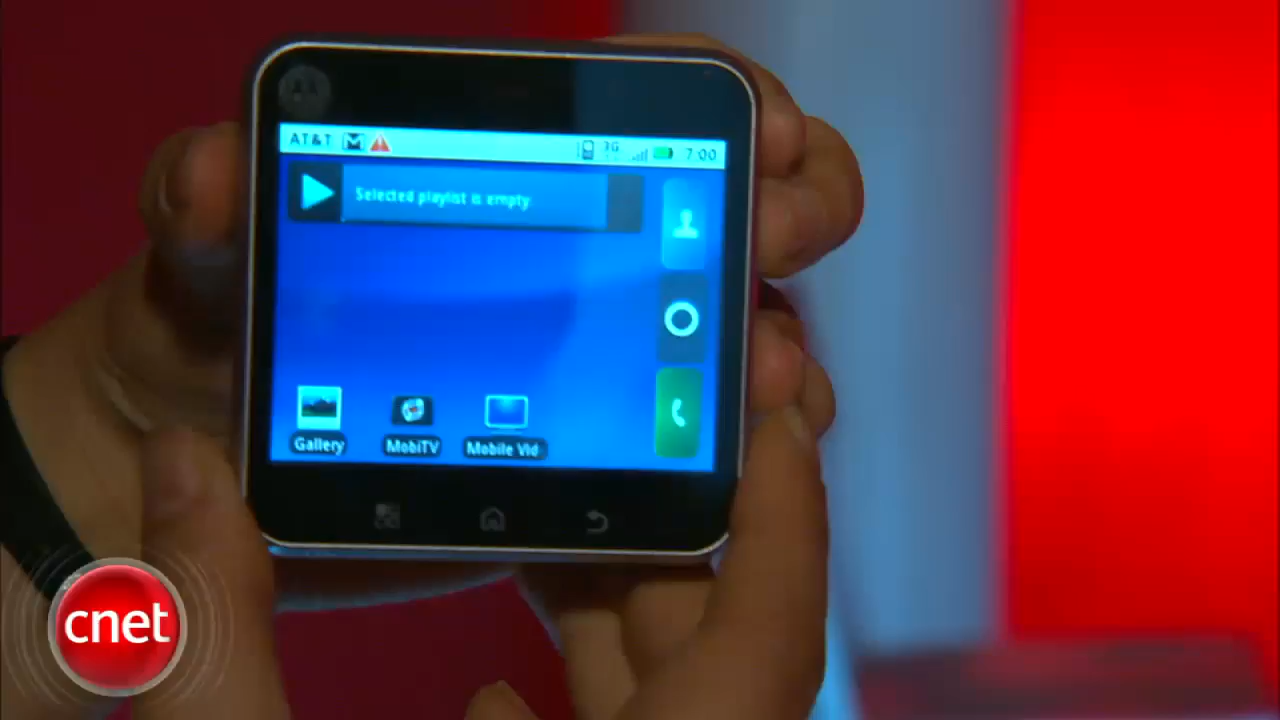 AT&T 3G 7:00
Selected playlist is empty
Gallery MobiTV Mobile Vid
cnet